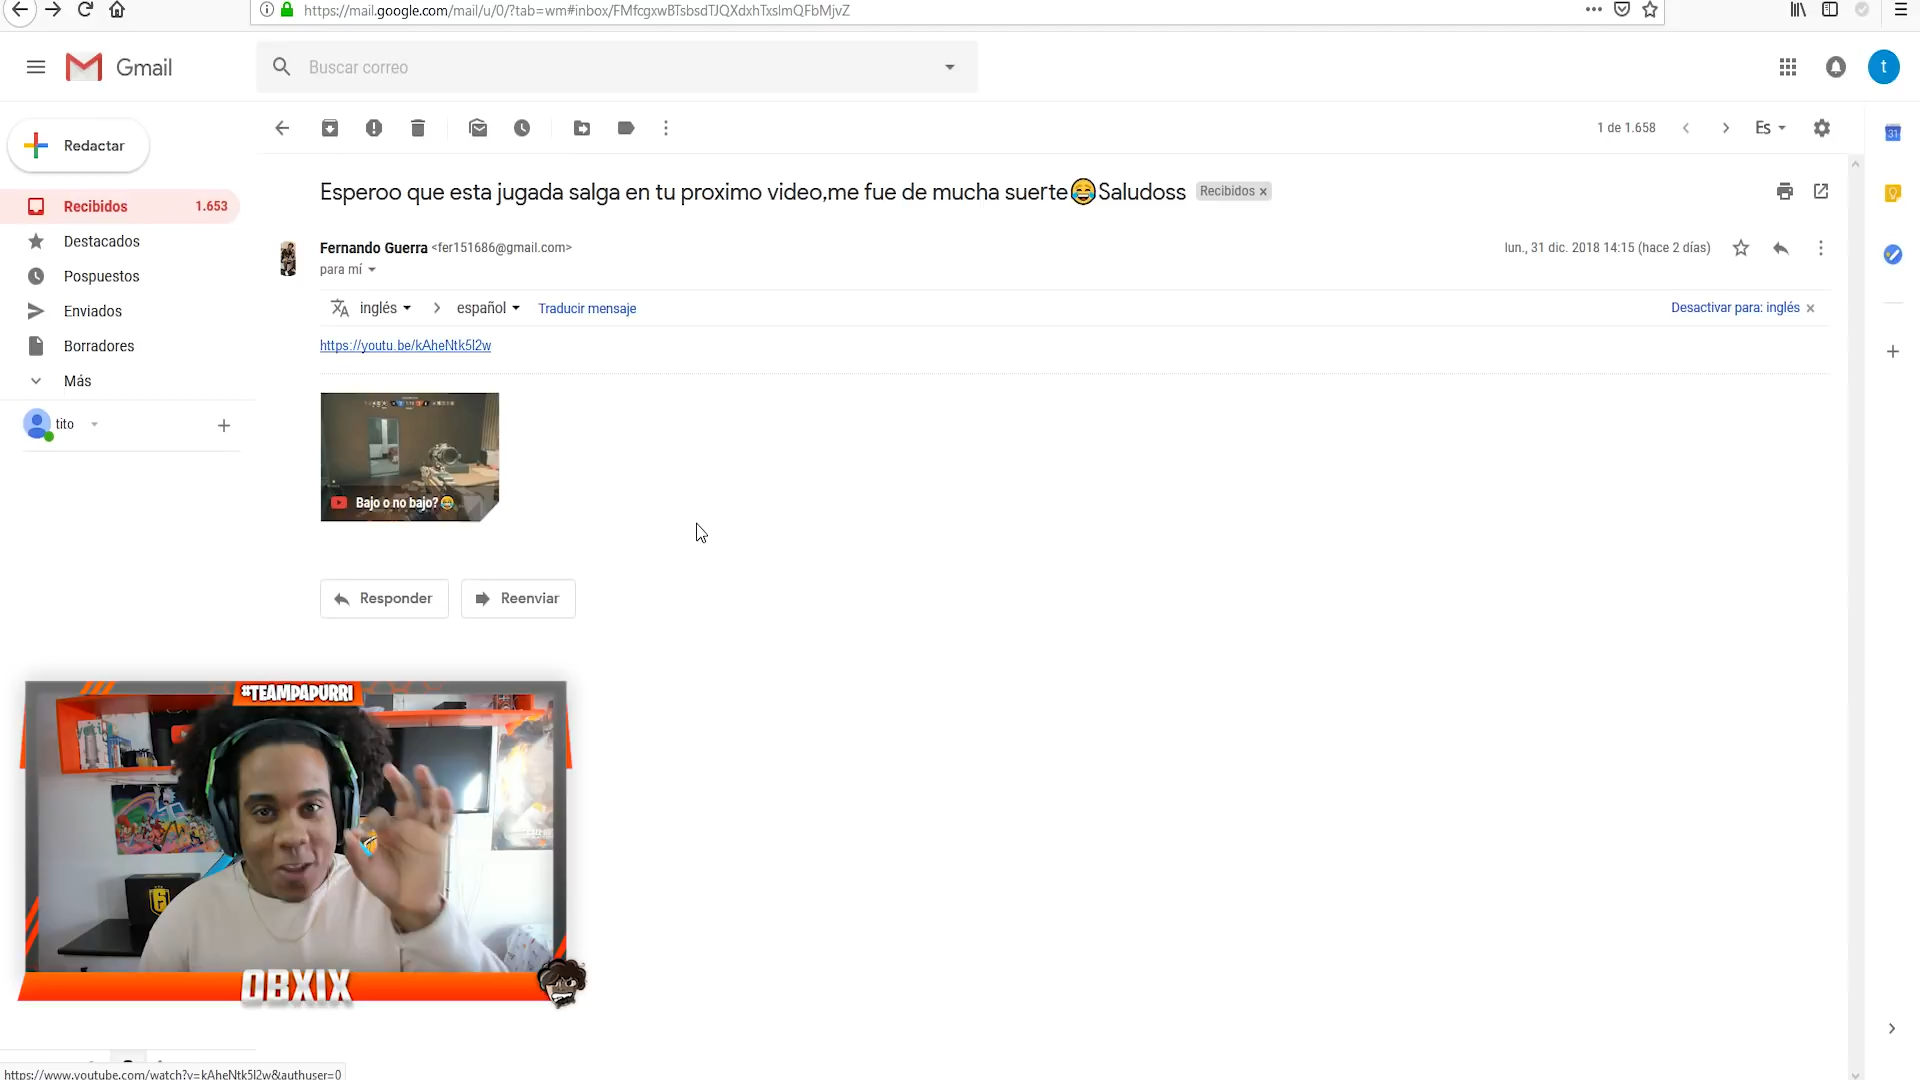 https://mail.google.com/mail/u/0/?tab=wm#inbox/FMfcgxwBTsbsdTJQXdxhTxslmQFbMjvZ
Gmail
Buscar correo
t
Redactar
1 de 1.658
Es
31
Esperoo que esta jugada salga en tu proximo video,me fue de mucha suerte😂Saludoss
Recibidos x
Recibidos 1.653
Destacados
Pospuestos
Enviados
Borradores
Más
tito
Fernando Guerra <fer151686@gmail.com>
lun., 31 dic. 2018 14:15 (hace 2 días)
para mí
inglés > español Traducir mensaje
Desactivar para: inglés x
https://youtu.be/kAheNtk5l2w
Bajo o no bajo?😂
Responder
Reenviar
#TEAMPAPURRI
6
OBXIX
https://www.youtube.com/watch?v=kAheNtk5l2w&authuser=0